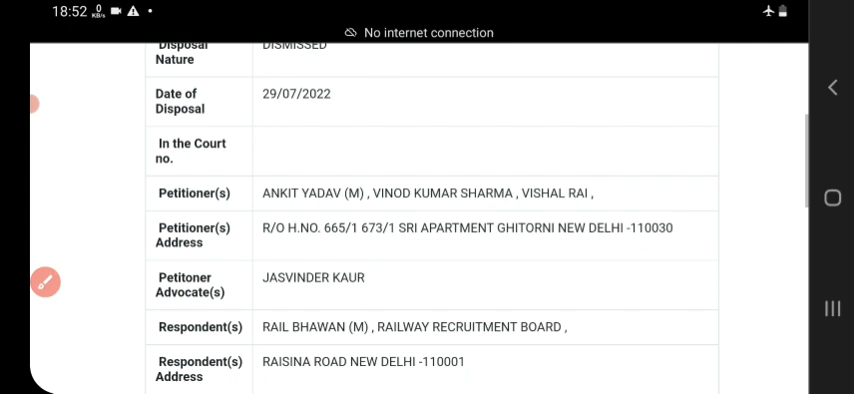 18:52 0 KB/s
No internet connection
Disposal DISMISSED
Nature
Date of 29/07/2022
Disposal
In the Court
no.
Petitioner(s) ANKIT YADAV (M) , VINOD KUMAR SHARMA , VISHAL RAI ,
Petitioner(s) R/O H.NO. 665/1 673/1 SRI APARTMENT GHITORNI NEW DELHI -110030
Address
Petitoner JASVINDER KAUR
Advocate(s)
Respondent(s) RAIL BHAWAN (M) , RAILWAY RECRUITMENT BOARD ,
Respondent(s) RAISINA ROAD NEW DELHI -110001
Address